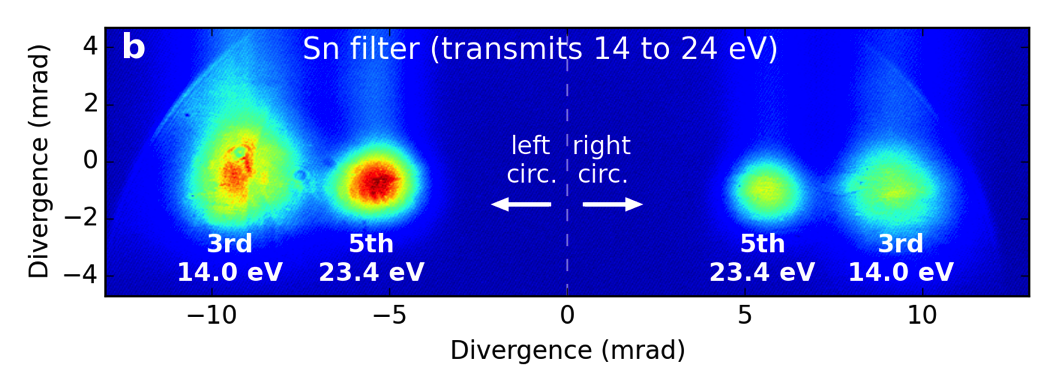 b
Sn filter (transmits 14 to 24 eV)
4
2
0
−2
−4
Divergence (mrad)
left
circ.
right
circ.
3rd
14.0 eV
5th
23.4 eV
5th
23.4 eV
3rd
14.0 eV
−10
−5
0
5
10
Divergence (mrad)